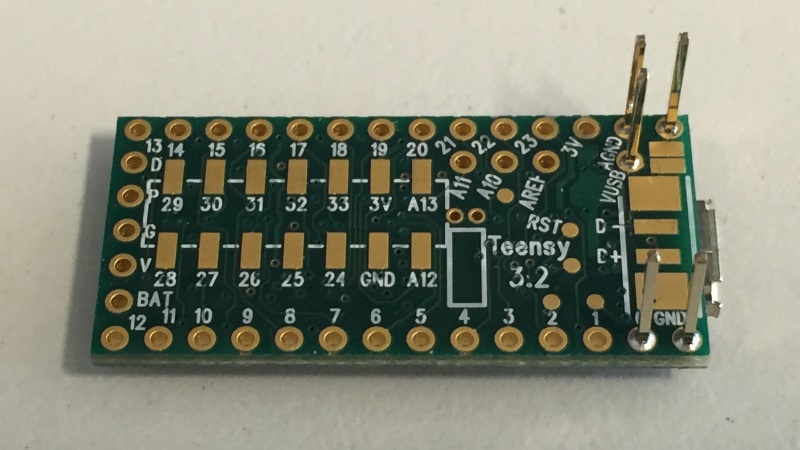 13 14 15 16 17 18 19 20 21 22 23 3V AGND
D
P 29 30 31 32 33 3V A13 A11 A10 AREF VUSB
G RST D -
V 28 27 26 25 24 GND A12 Teensy D+
BAT 3.2
12 11 10 9 8 7 6 5 4 3 2 1 0 GND